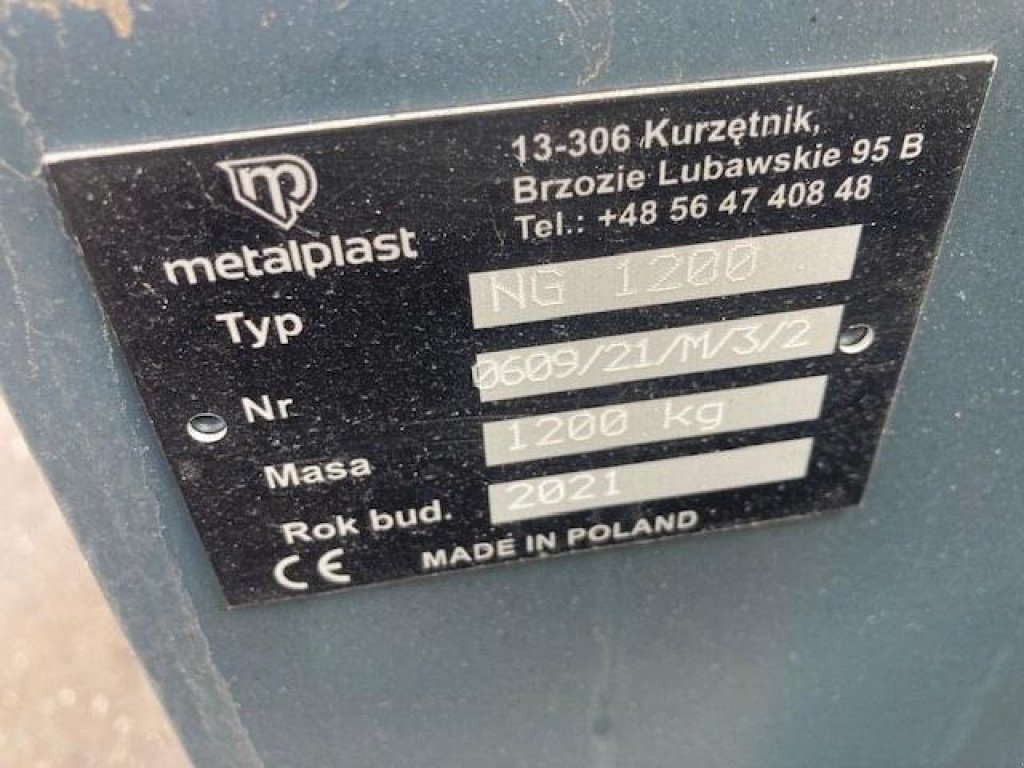 metalplast
13-306 Kurzętnik,
Brzozie Lubawskie 95 B
Tel.: +48 56 47 408 48
Typ NG 1200
Nr 0609/21/M/3/2
Masa 1200 kg
Rok bud. 2021
CE MADE IN POLAND